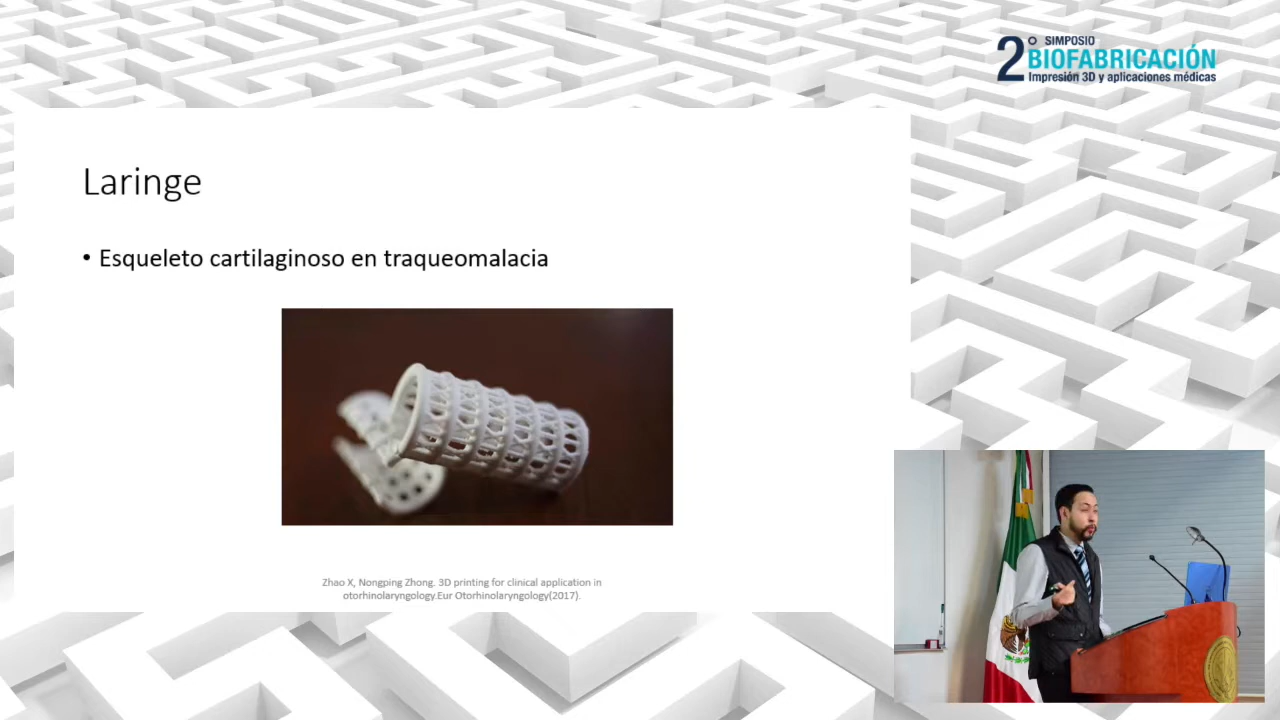 2° SIMPOSIO
BIOFABRICACIÓN
Impresión 3D y aplicaciones médicas
Laringe
• Esqueleto cartilaginoso en traqueomalacia
Zhao X, Nongping Zhong. 3D printing for clinical application in
otorhinolaryngology.Eur Otorhinolaryngology(2017).